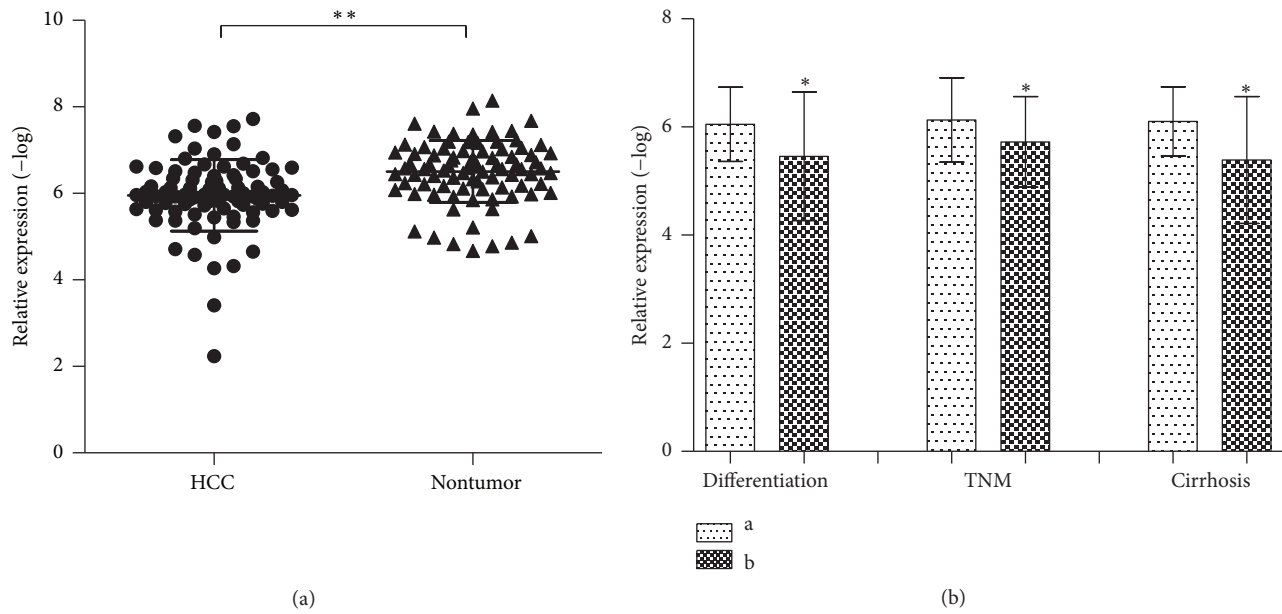 **
10
8
6
4
2
0
Relative expression (−log)
HCC
Nontumor
(a)
8
6
4
2
0
Relative expression (−log)
*
*
*
Differentiation
TNM
Cirrhosis
a
b
(b)